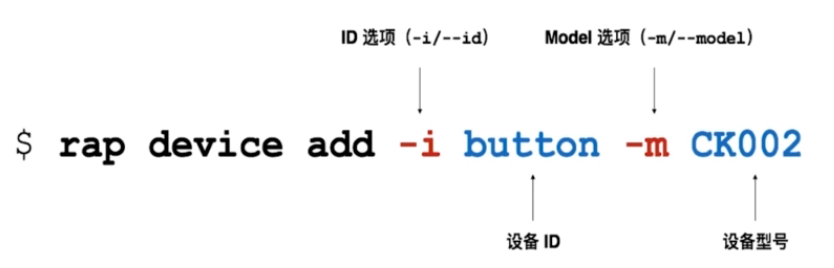 ID 选项（-i/--id） Model 选项（-m/--model）
$ rap device add -i button -m CK002
设备 ID 设备型号